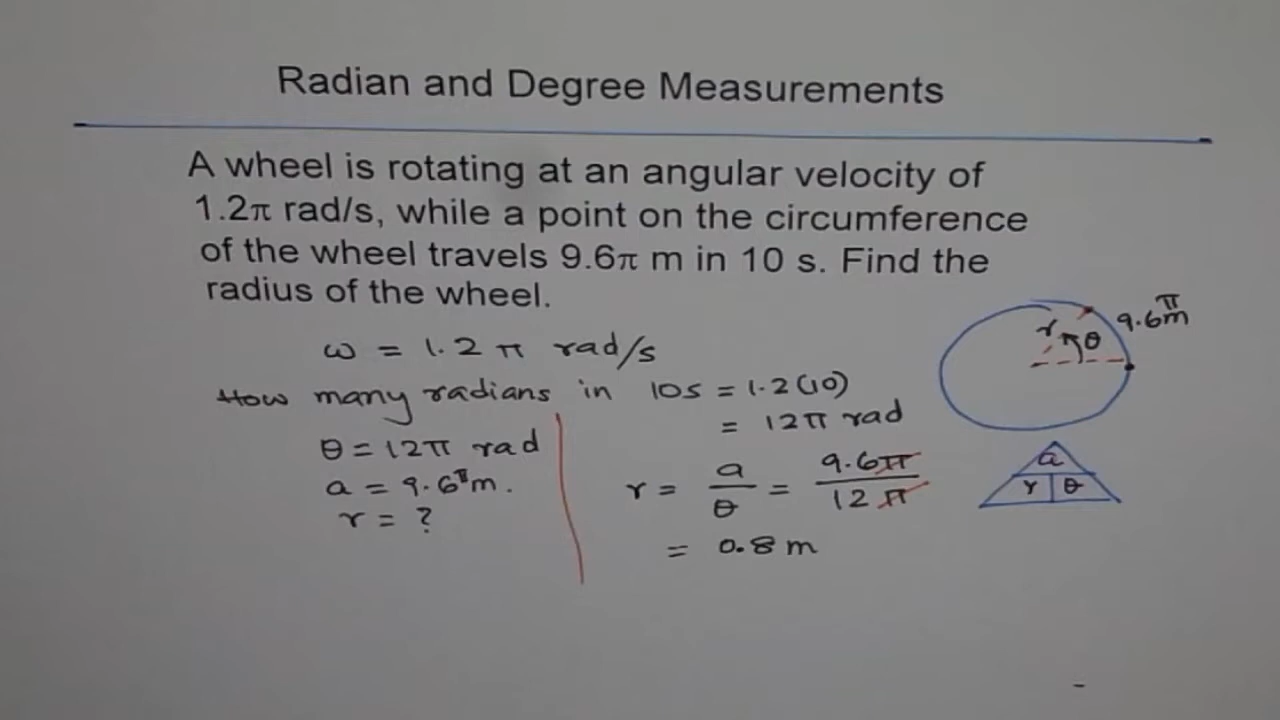 Radian and Degree Measurements
A wheel is rotating at an angular velocity of
1.2π rad/s, while a point on the circumference
of the wheel travels 9.6π m in 10 s. Find the
radius of the wheel.
ω = 1.2 π rad/s
How many radians in 10s = 1.2(10)
= 12π rad
θ = 12π rad
a = 9.6π m.
r = ?
r = a/θ = 9.6π/12π
= 0.8 m
r θ 9.6π m
a
r θ